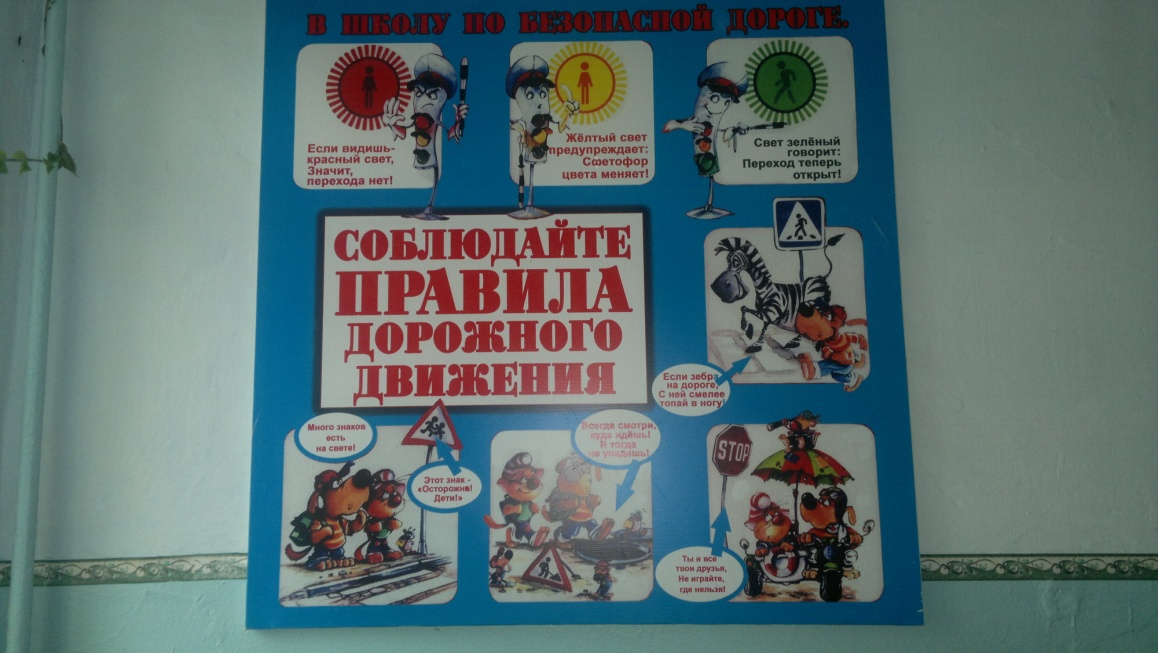 В ШКОЛУ ПО БЕЗОПАСНОЙ ДОРОГЕ.
Если видишь-
красный свет,
Значит,
перехода нет!
Жёлтый свет
предупреждает:
Светофор
цвета меняет!
Свет зелёный
говорит:
Переход теперь
открыт!
СОБЛЮДАЙТЕ
ПРАВИЛА
ДОРОЖНОГО
ДВИЖЕНИЯ
Если зебра
на дороге,
С ней смелее
топай в ногу!
Много знаков
есть
на свете!
Этот знак -
«Осторожно!
Дети!»
Всегда смотри,
куда идёшь!
И тогда
не упадёшь!
STOP
Ты и все
твои друзья,
Не играйте,
где нельзя!